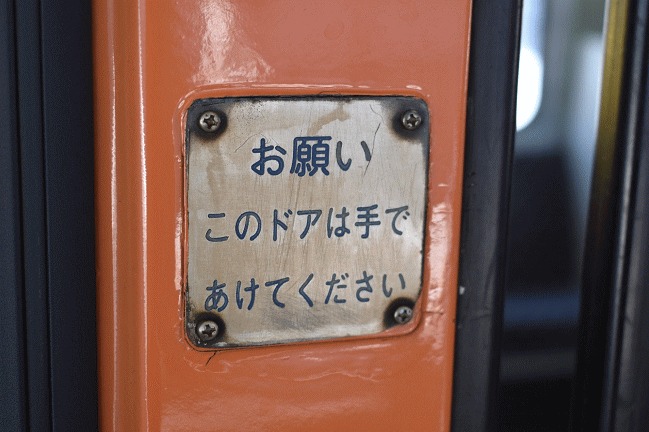 お願い
このドアは手で
あけてください